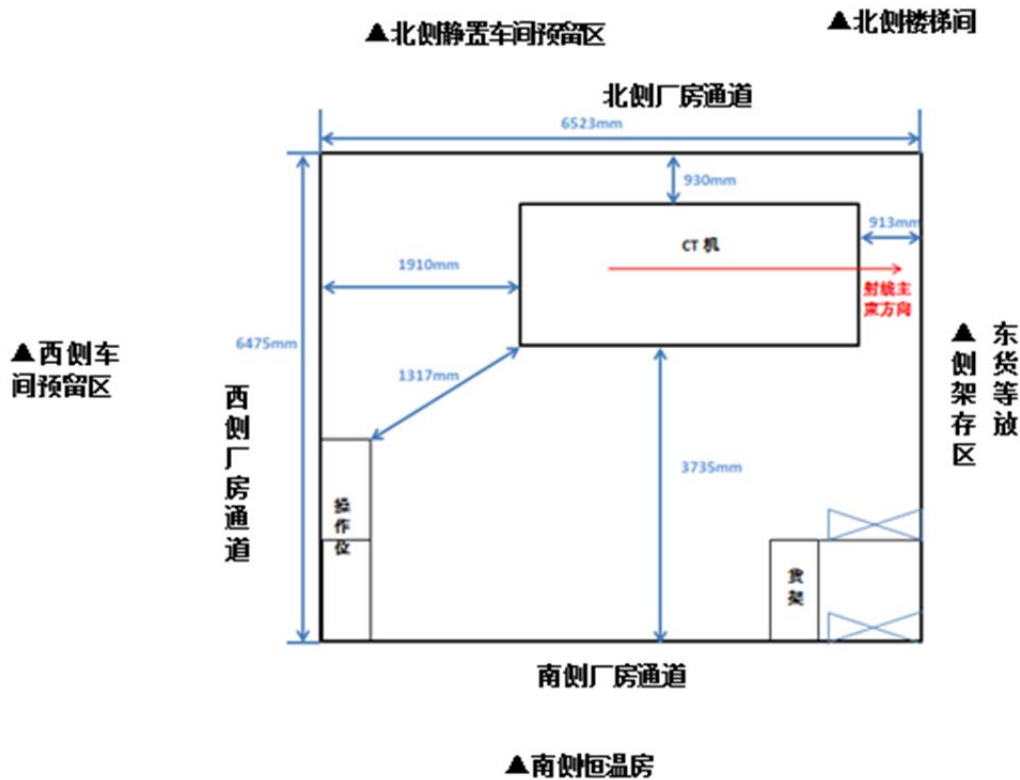 ▲北侧静置车间预留区
▲北侧楼梯间
北侧厂房通道
6523mm
930mm
913mm
CT 机
1910mm
射线主
束方向
6475mm
▲西侧车
间预留区
1317mm
▲东
侧货
架等
存放
区
西侧厂房通道
3735mm
操作位
货架
南侧厂房通道
▲南侧恒温房